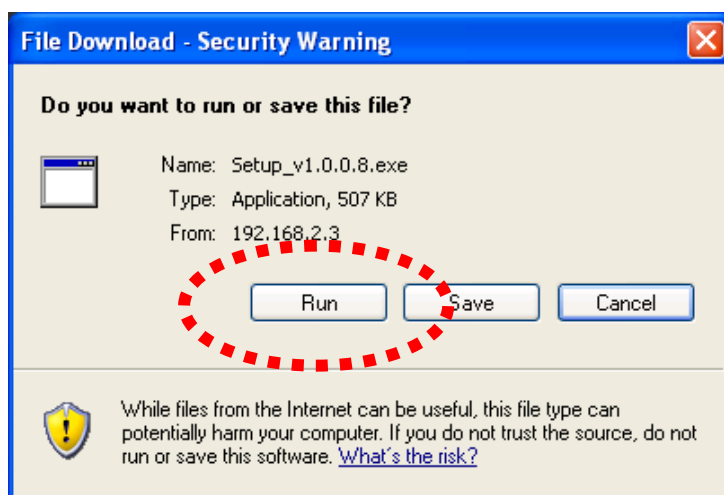 File Download - Security Warning
Do you want to run or save this file?
Name: Setup_v1.0.0.8.exe
Type: Application, 507 KB
From: 192.168.2.3
Run Save Cancel
While files from the Internet can be useful, this file type can
potentially harm your computer. If you do not trust the source, do not
run or save this software. What's the risk?